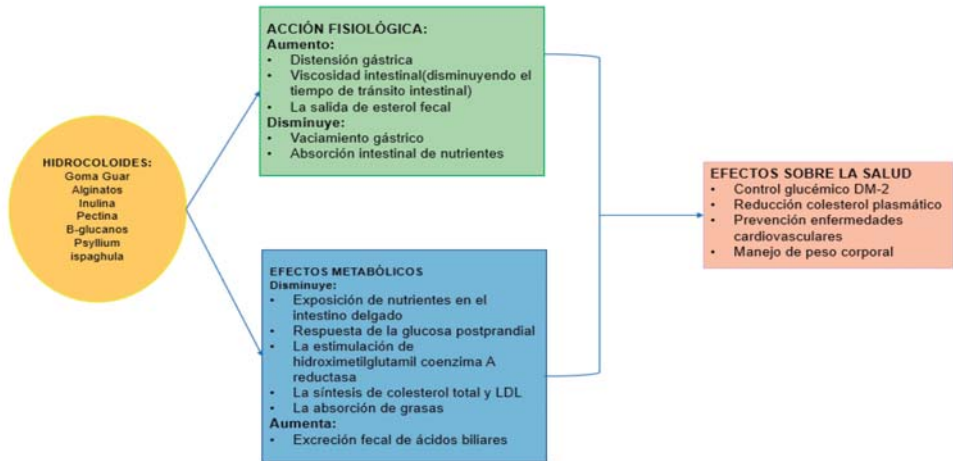 HIDROCOLOIDES:
Goma Guar
Alginatos
Inulina
Pectina
B-glucanos
Psyllium
ispaghula
ACCIÓN FISIOLÓGICA:
Aumento:
• Distensión gástrica
• Viscosidad intestinal(disminuyendo el
tiempo de tránsito intestinal)
• La salida de esterol fecal
Disminuye:
• Vaciamiento gástrico
• Absorción intestinal de nutrientes
EFECTOS METABÓLICOS
Disminuye:
• Exposición de nutrientes en el
intestino delgado
• Respuesta de la glucosa postprandial
• La estimulación de
hidroximetilglutamil coenzima A
reductasa
• La síntesis de colesterol total y LDL
• La absorción de grasas
Aumenta:
• Excreción fecal de ácidos biliares
EFECTOS SOBRE LA SALUD
• Control glucémico DM-2
• Reducción colesterol plasmático
• Prevención enfermedades
cardiovasculares
• Manejo de peso corporal